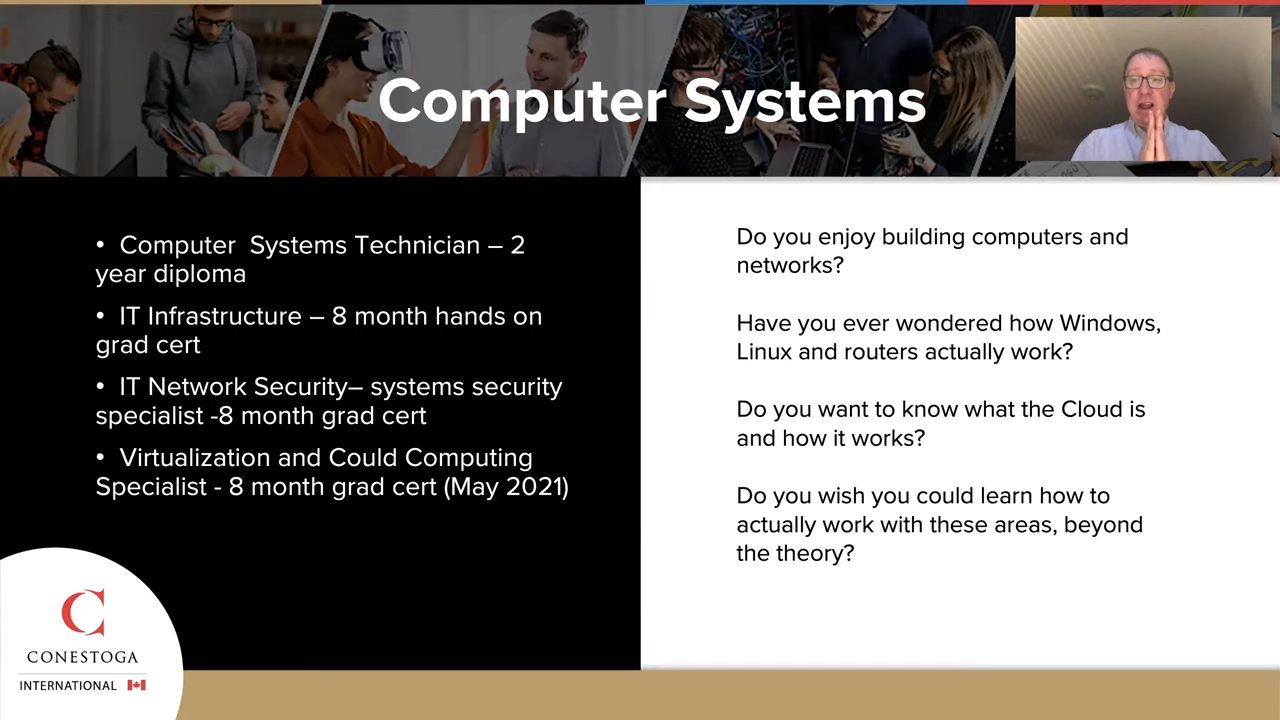 Computer Systems
• Computer Systems Technician – 2
year diploma
• IT Infrastructure – 8 month hands on
grad cert
• IT Network Security– systems security
specialist -8 month grad cert
• Virtualization and Could Computing
Specialist - 8 month grad cert (May 2021)
Do you enjoy building computers and
networks?
Have you ever wondered how Windows,
Linux and routers actually work?
Do you want to know what the Cloud is
and how it works?
Do you wish you could learn how to
actually work with these areas, beyond
the theory?
C
CONESTOGA
INTERNATIONAL